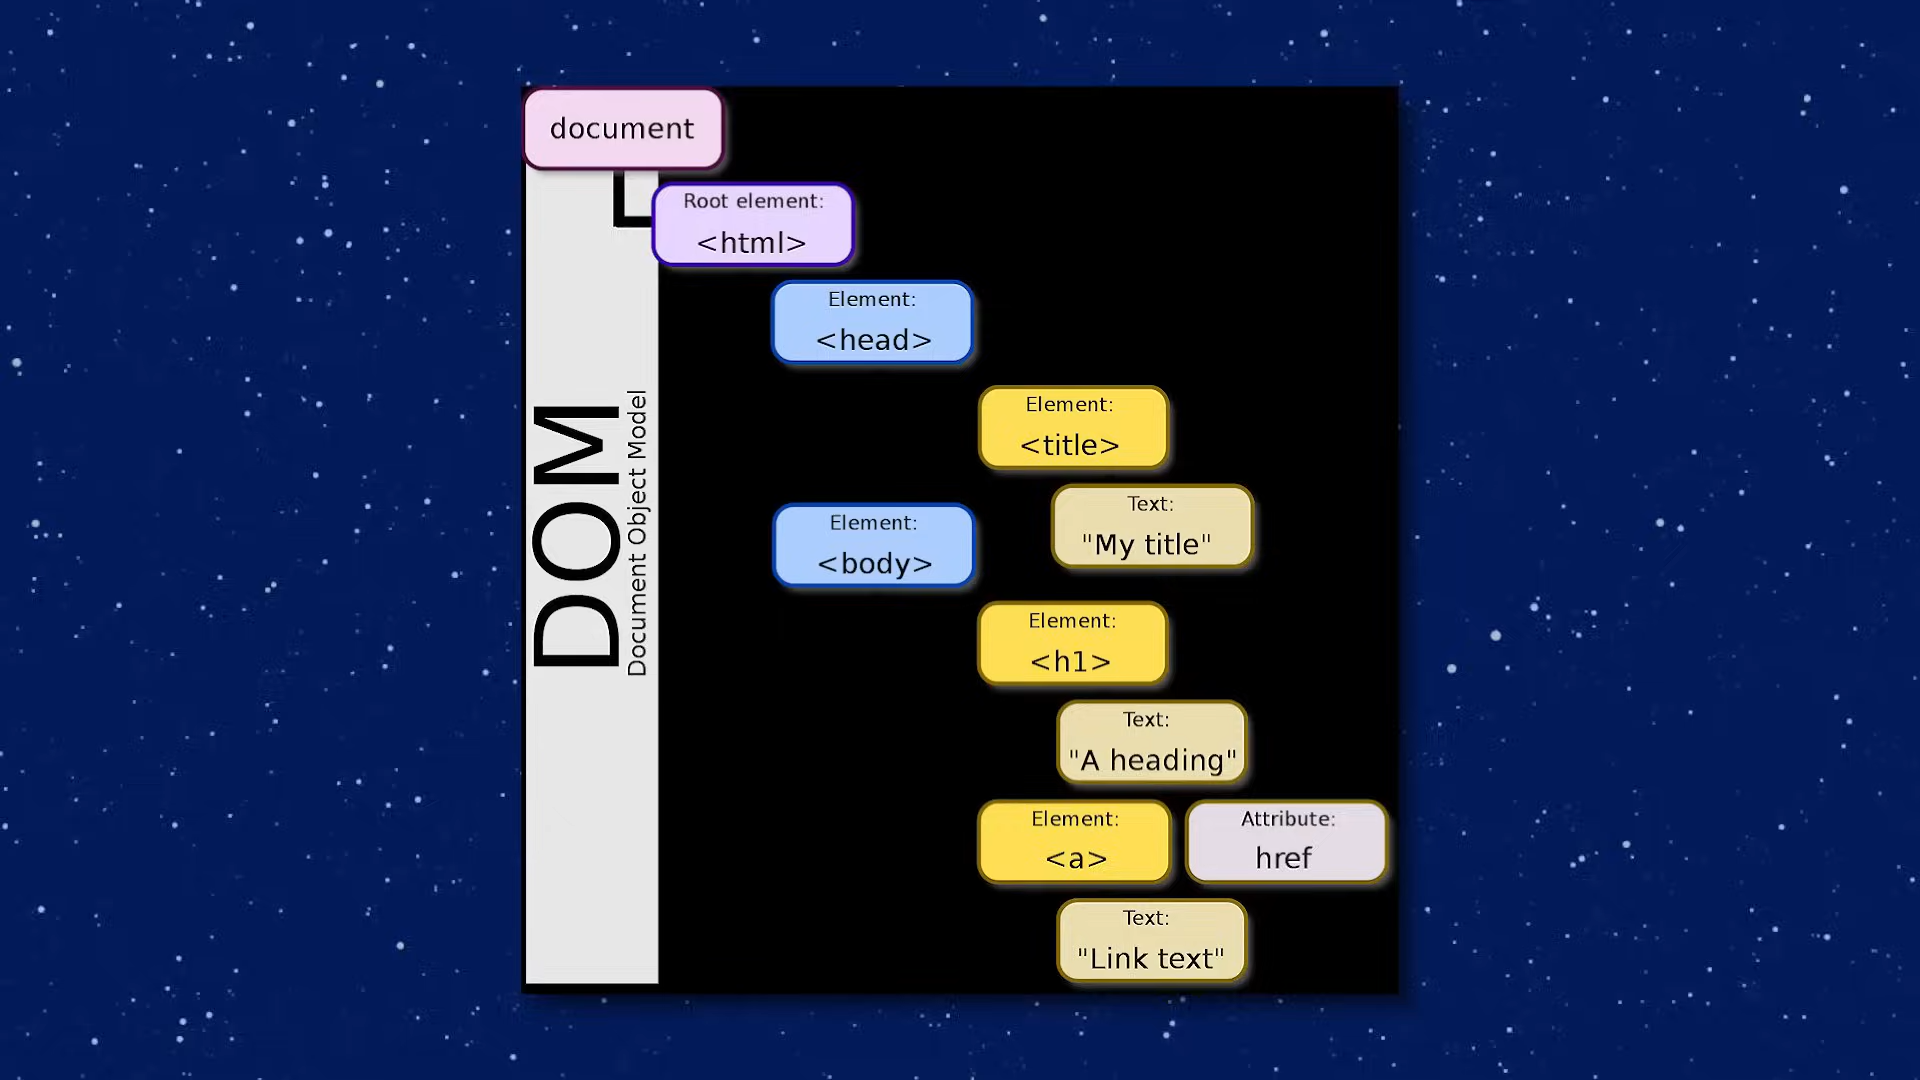 document
Root element:
<html>
Element:
<head>
Element:
<title>
Text:
"My title"
Element:
<body>
Element:
<h1>
Text:
"A heading"
Element:
<a>
Attribute:
href
Text:
"Link text"
DOM
Document Object Model